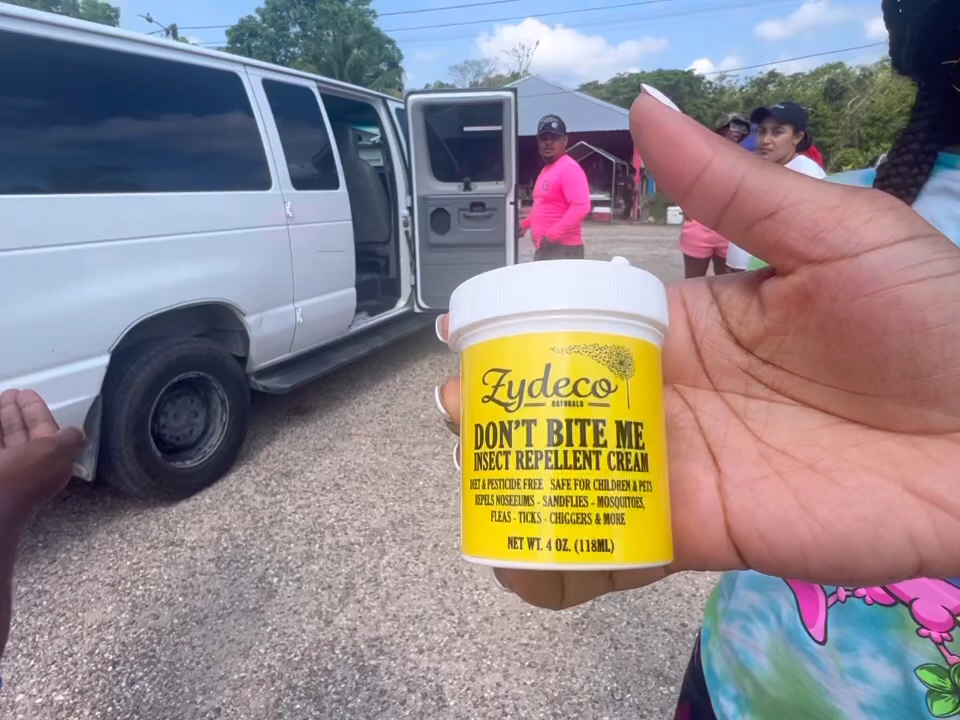 Zydeco
NATURALS
DON'T BITE ME
INSECT REPELLENT CREAM
DEET & PESTICIDE FREE SAFE FOR CHILDREN & PETS
REPELS NOSEEUMS - SANDFLIES - MOSQUITOES,
FLEAS - TICKS - CHIGGERS & MORE
NET WT. 4 OZ. (118ML)